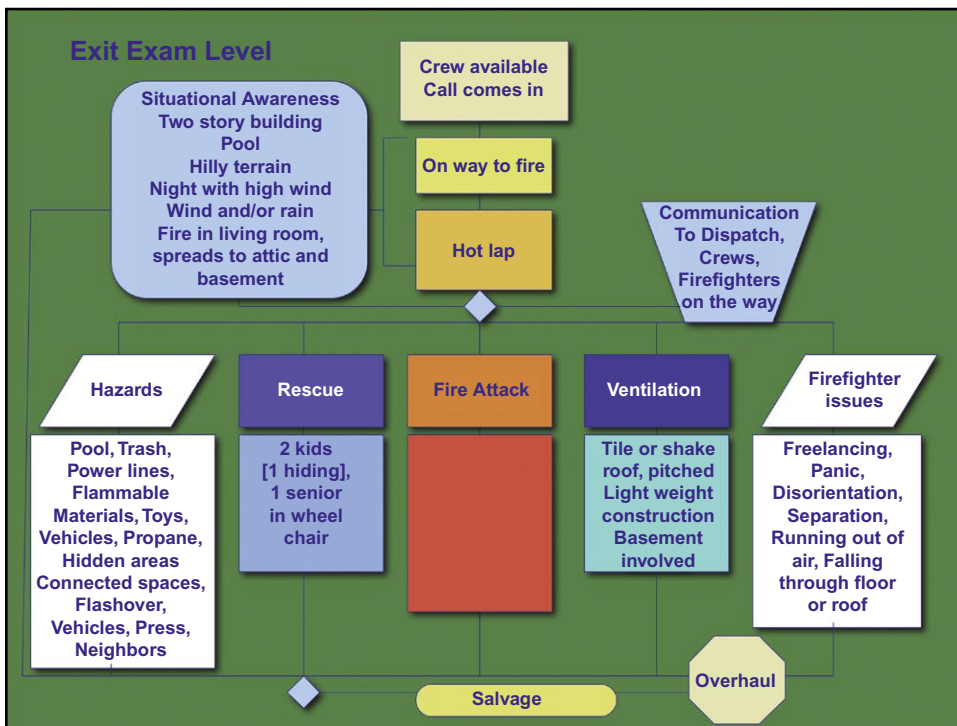 Exit Exam Level
Crew available
Call comes in
Situational Awareness
Two story building
Pool
Hilly terrain
Night with high wind
Wind and/or rain
Fire in living room,
spreads to attic and
basement
On way to fire
Hot lap
Communication
To Dispatch,
Crews,
Firefighters
on the way
Hazards
Rescue
Fire Attack
Ventilation
Firefighter
issues
Pool, Trash,
Power lines,
Flammable
Materials, Toys,
Vehicles, Propane,
Hidden areas
Connected spaces,
Flashover,
Vehicles, Press,
Neighbors
2 kids
[1 hiding],
1 senior
in wheel
chair
Tile or shake
roof, pitched
Light weight
construction
Basement
involved
Freelancing,
Panic,
Disorientation,
Separation,
Running out of
air, Falling
through floor
or roof
Salvage
Overhaul